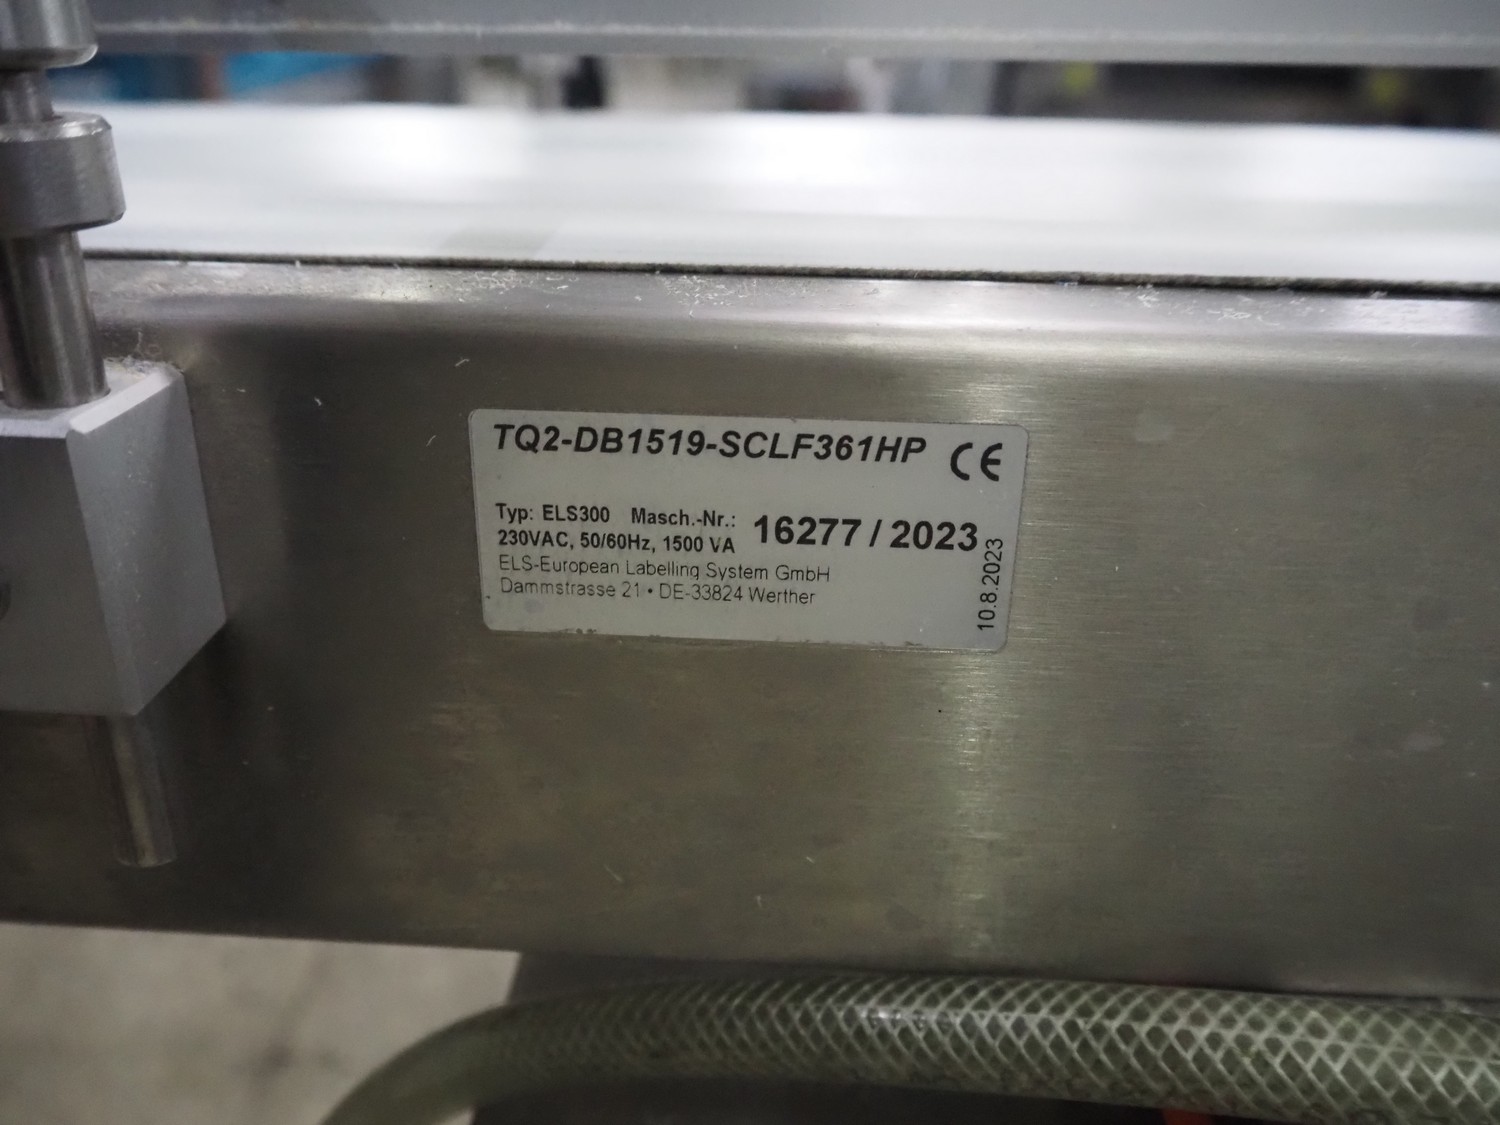 TQ2-DB1519-SCLF361HP CE
Typ: ELS300 Masch.-Nr.: 16277 / 2023
230VAC, 50/60Hz, 1500 VA
ELS-European Labelling System GmbH
Dammstrasse 21 • DE-33824 Werther
10.8.2023